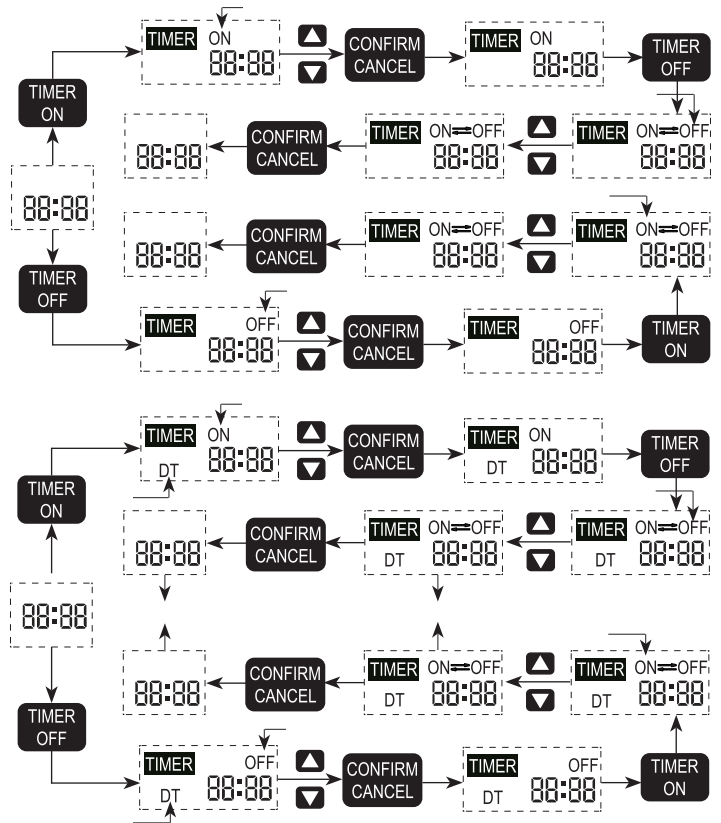 TIMER ON
88:88
CONFIRM
CANCEL
TIMER ON
88:88
TIMER
OFF
TIMER
ON
88:88
CONFIRM
CANCEL
TIMER ON⇌OFF
88:88
TIMER ON⇌OFF
88:88
88:88
88:88
CONFIRM
CANCEL
TIMER ON⇌OFF
88:88
TIMER ON⇌OFF
88:88
TIMER
OFF
TIMER OFF
88:88
CONFIRM
CANCEL
TIMER OFF
88:88
TIMER
ON
TIMER ON
DT 88:88
CONFIRM
CANCEL
TIMER ON
DT 88:88
TIMER
OFF
TIMER
ON
88:88
CONFIRM
CANCEL
TIMER ON⇌OFF
DT 88:88
TIMER ON⇌OFF
DT 88:88
88:88
88:88
CONFIRM
CANCEL
TIMER ON⇌OFF
DT 88:88
TIMER ON⇌OFF
DT 88:88
TIMER
OFF
TIMER OFF
DT 88:88
CONFIRM
CANCEL
TIMER OFF
DT 88:88
TIMER
ON